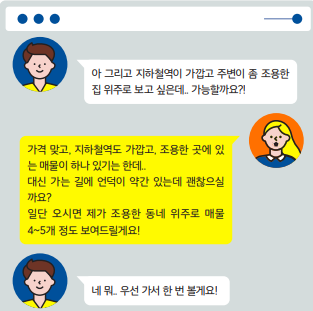 아 그리고 지하철역이 가깝고 주변이 좀 조용한
집 위주로 보고 싶은데.. 가능할까요?!
가격 맞고, 지하철역도 가깝고, 조용한 곳에 있
는 매물이 하나 있기는 한데..
대신 가는 길에 언덕이 약간 있는데 괜찮으실
까요?
일단 오시면 제가 조용한 동네 위주로 매물
4~5개 정도 보여드릴게요!
네 뭐.. 우선 가서 한 번 볼게요!